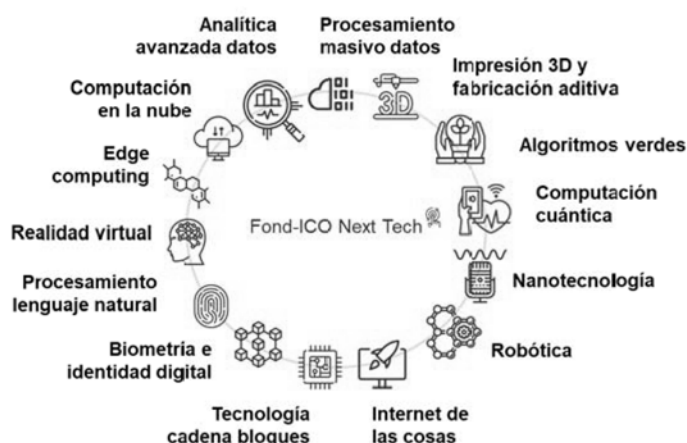 Analítica
avanzada datos
Procesamiento
masivo datos
Impresión 3D y
fabricación aditiva
3D
Computación
en la nube
Algoritmos verdes
Edge
computing
Computación
cuántica
Realidad virtual
Fond-ICO Next Tech
Nanotecnología
Procesamiento
lenguaje natural
Robótica
Biometría e
identidad digital
Tecnología
cadena bloques
Internet de
las cosas